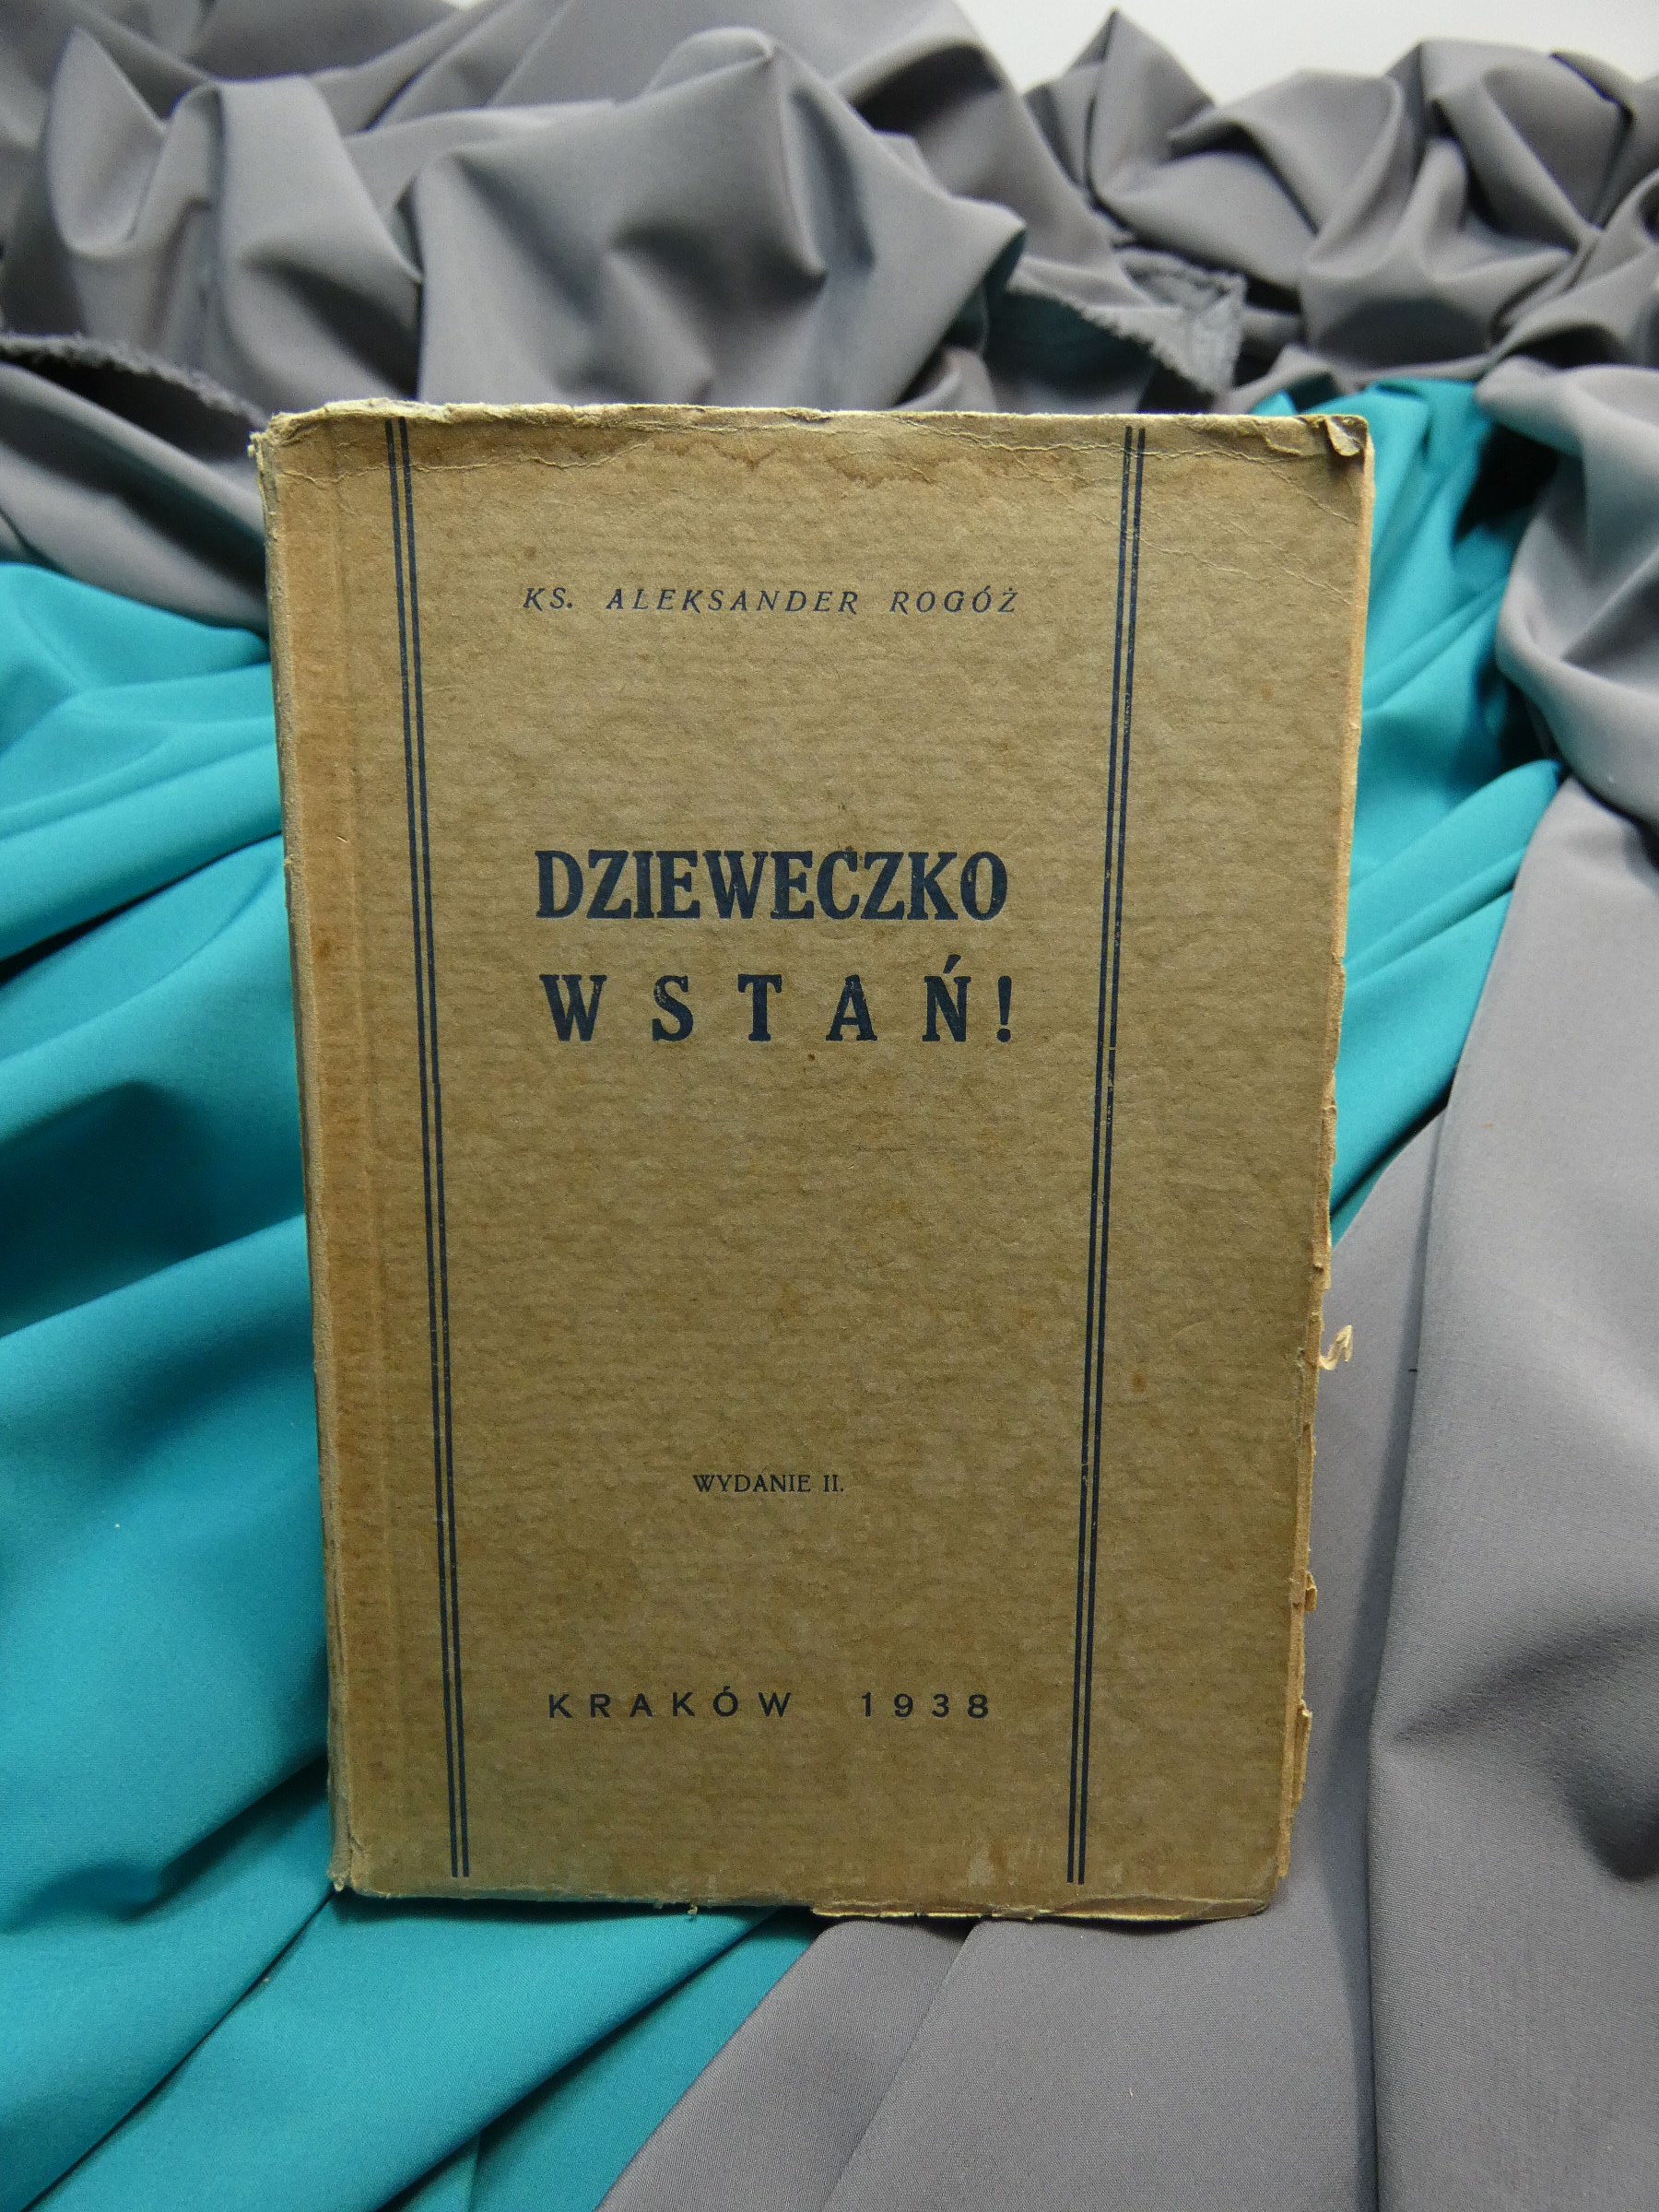 KS. ALEKSANDER ROGÓŻ
DZIEWECZKO
WSTAŃ!
WYDANIE II.
KRAKÓW 1938